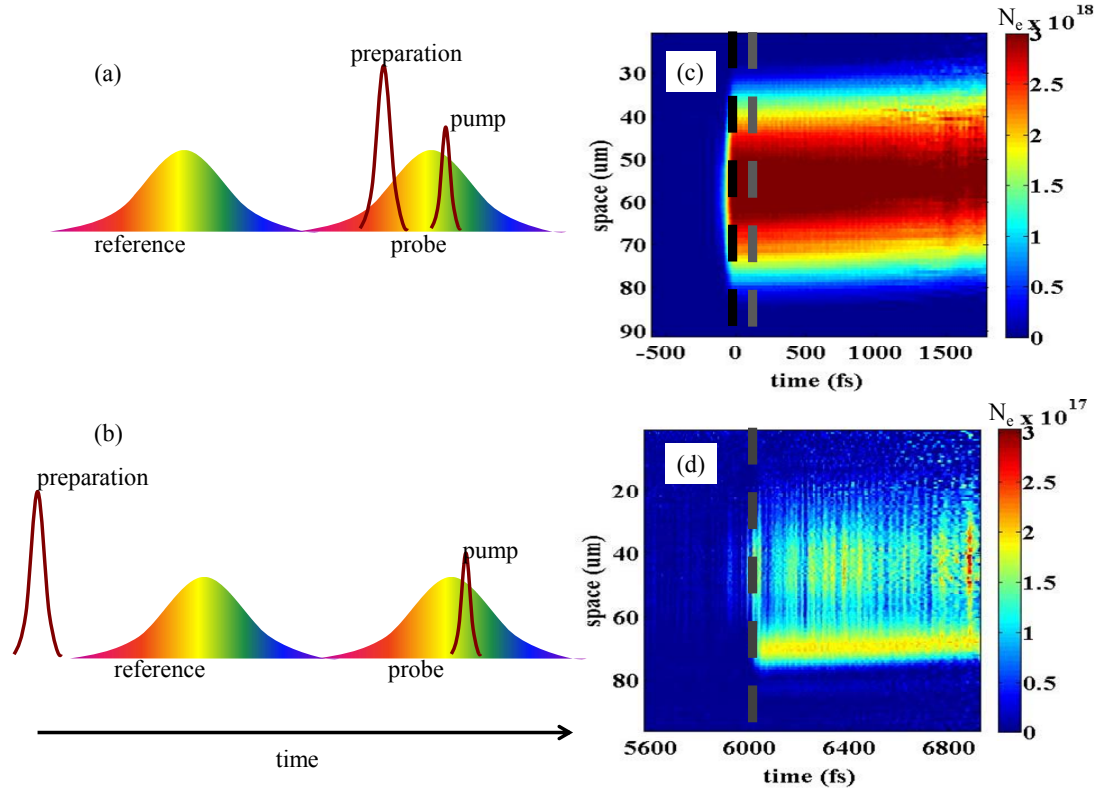 (a)
preparation
pump
reference
probe
(b)
preparation
pump
reference
probe
time
(c)
Ne x 10^18
3
2.5
2
1.5
1
0.5
0
space (um)
30
40
50
60
70
80
90
-500 0 500 1000 1500
time (fs)
(d)
Ne x 10^17
3
2.5
2
1.5
1
0.5
0
space (um)
20
40
60
80
5600 6000 6400 6800
time (fs)